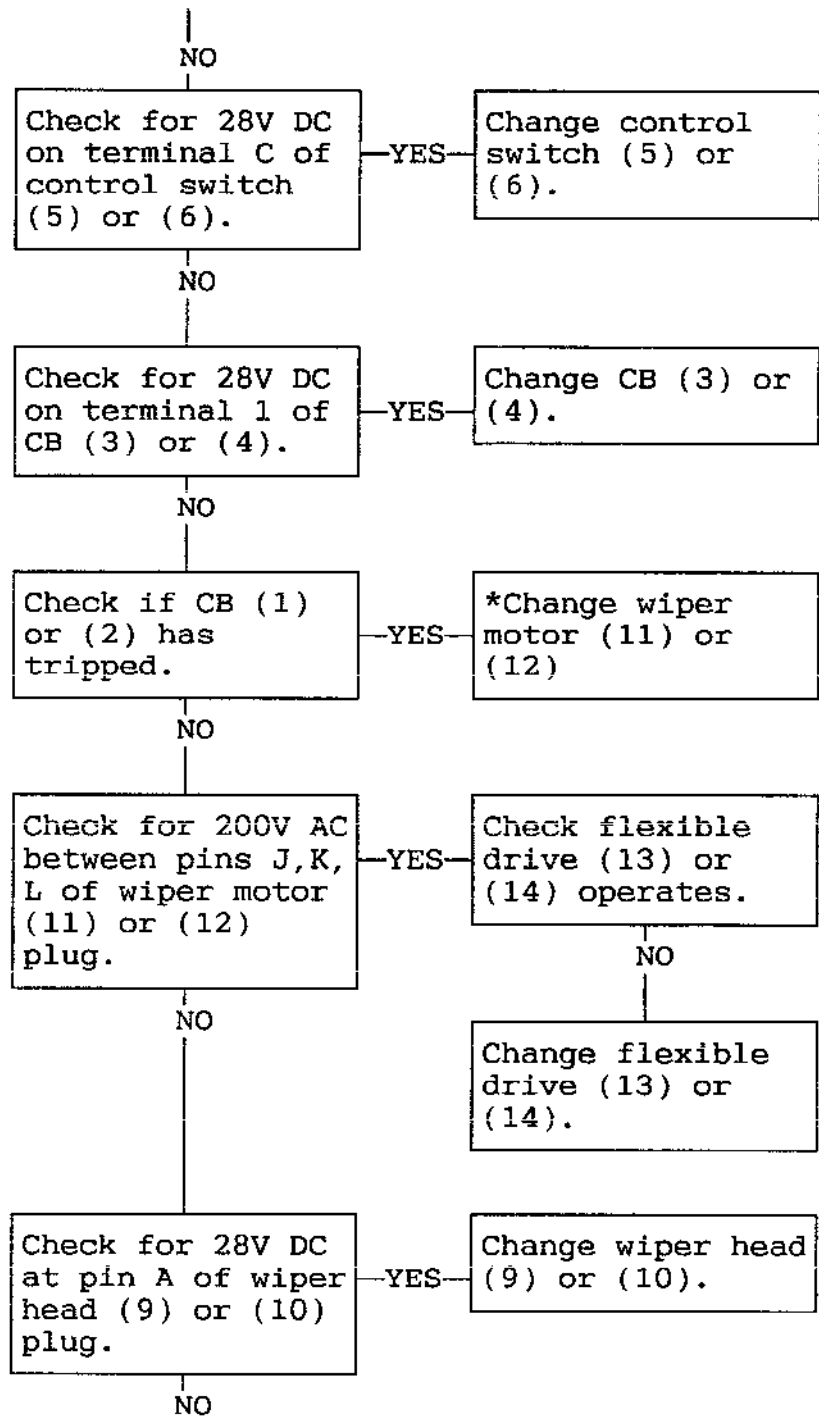 NO
Check for 28V DC
on terminal C of
control switch
(5) or (6).
YES
Change control
switch (5) or
(6).
NO
Check for 28V DC
on terminal 1 of
CB (3) or (4).
YES
Change CB (3) or
(4).
NO
Check if CB (1)
or (2) has
tripped.
YES
*Change wiper
motor (11) or
(12)
NO
Check for 200V AC
between pins J,K,
L of wiper motor
(11) or (12)
plug.
YES
Check flexible
drive (13) or
(14) operates.
NO
Change flexible
drive (13) or
(14).
NO
Check for 28V DC
at pin A of wiper
head (9) or (10)
plug.
YES
Change wiper head
(9) or (10).
NO